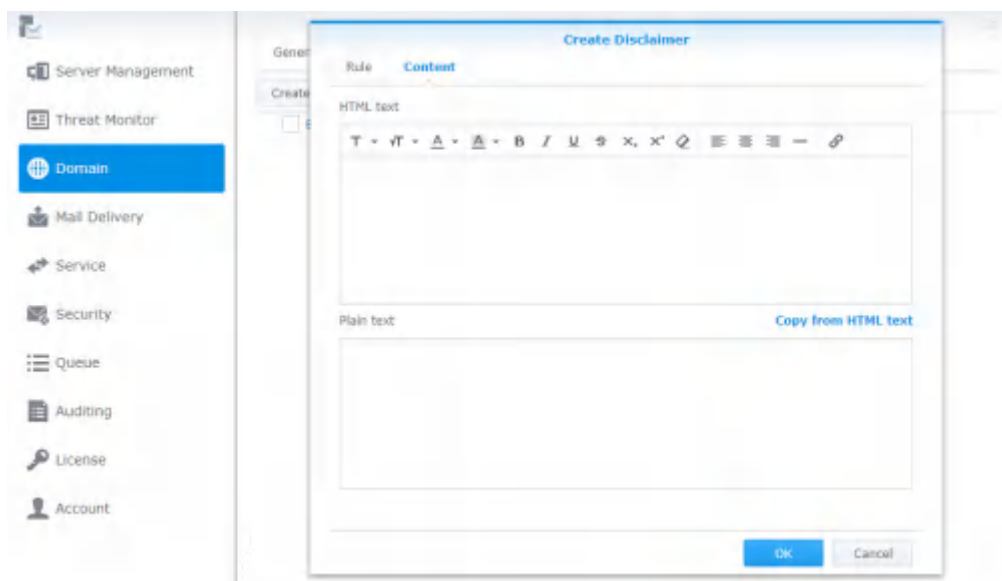 Create Disclaimer
Gener
Rule Content
Server Management
Create
HTML text
Threat Monitor
Domain
Mail Delivery
Service
Security
Plain text Copy from HTML text
Queue
Auditing
License
Account
OK Cancel